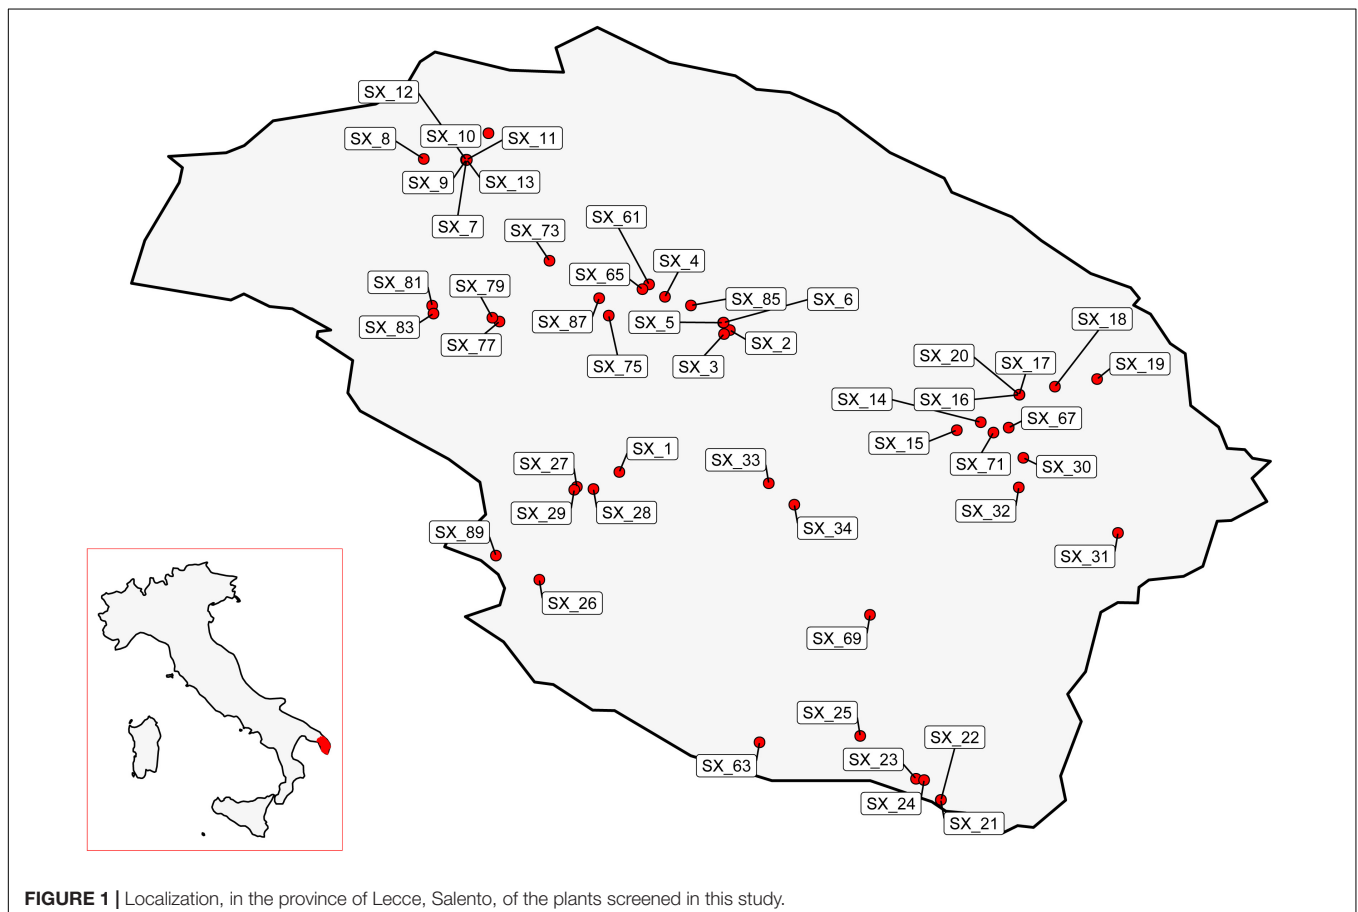 SX_12
SX_10
SX_11
SX_8
SX_9
SX_13
SX_7
SX_61
SX_73
SX_4
SX_65
SX_81
SX_79
SX_85
SX_6
SX_83
SX_87
SX_5
SX_77
SX_2
SX_75
SX_3
SX_18
SX_20
SX_17
SX_19
SX_14
SX_16
SX_67
SX_15
SX_71
SX_30
SX_1
SX_27
SX_33
SX_29
SX_28
SX_32
SX_34
SX_89
SX_31
SX_26
SX_69
SX_25
SX_22
SX_23
SX_63
SX_24
SX_21
FIGURE 1 | Localization, in the province of Lecce, Salento, of the plants screened in this study.